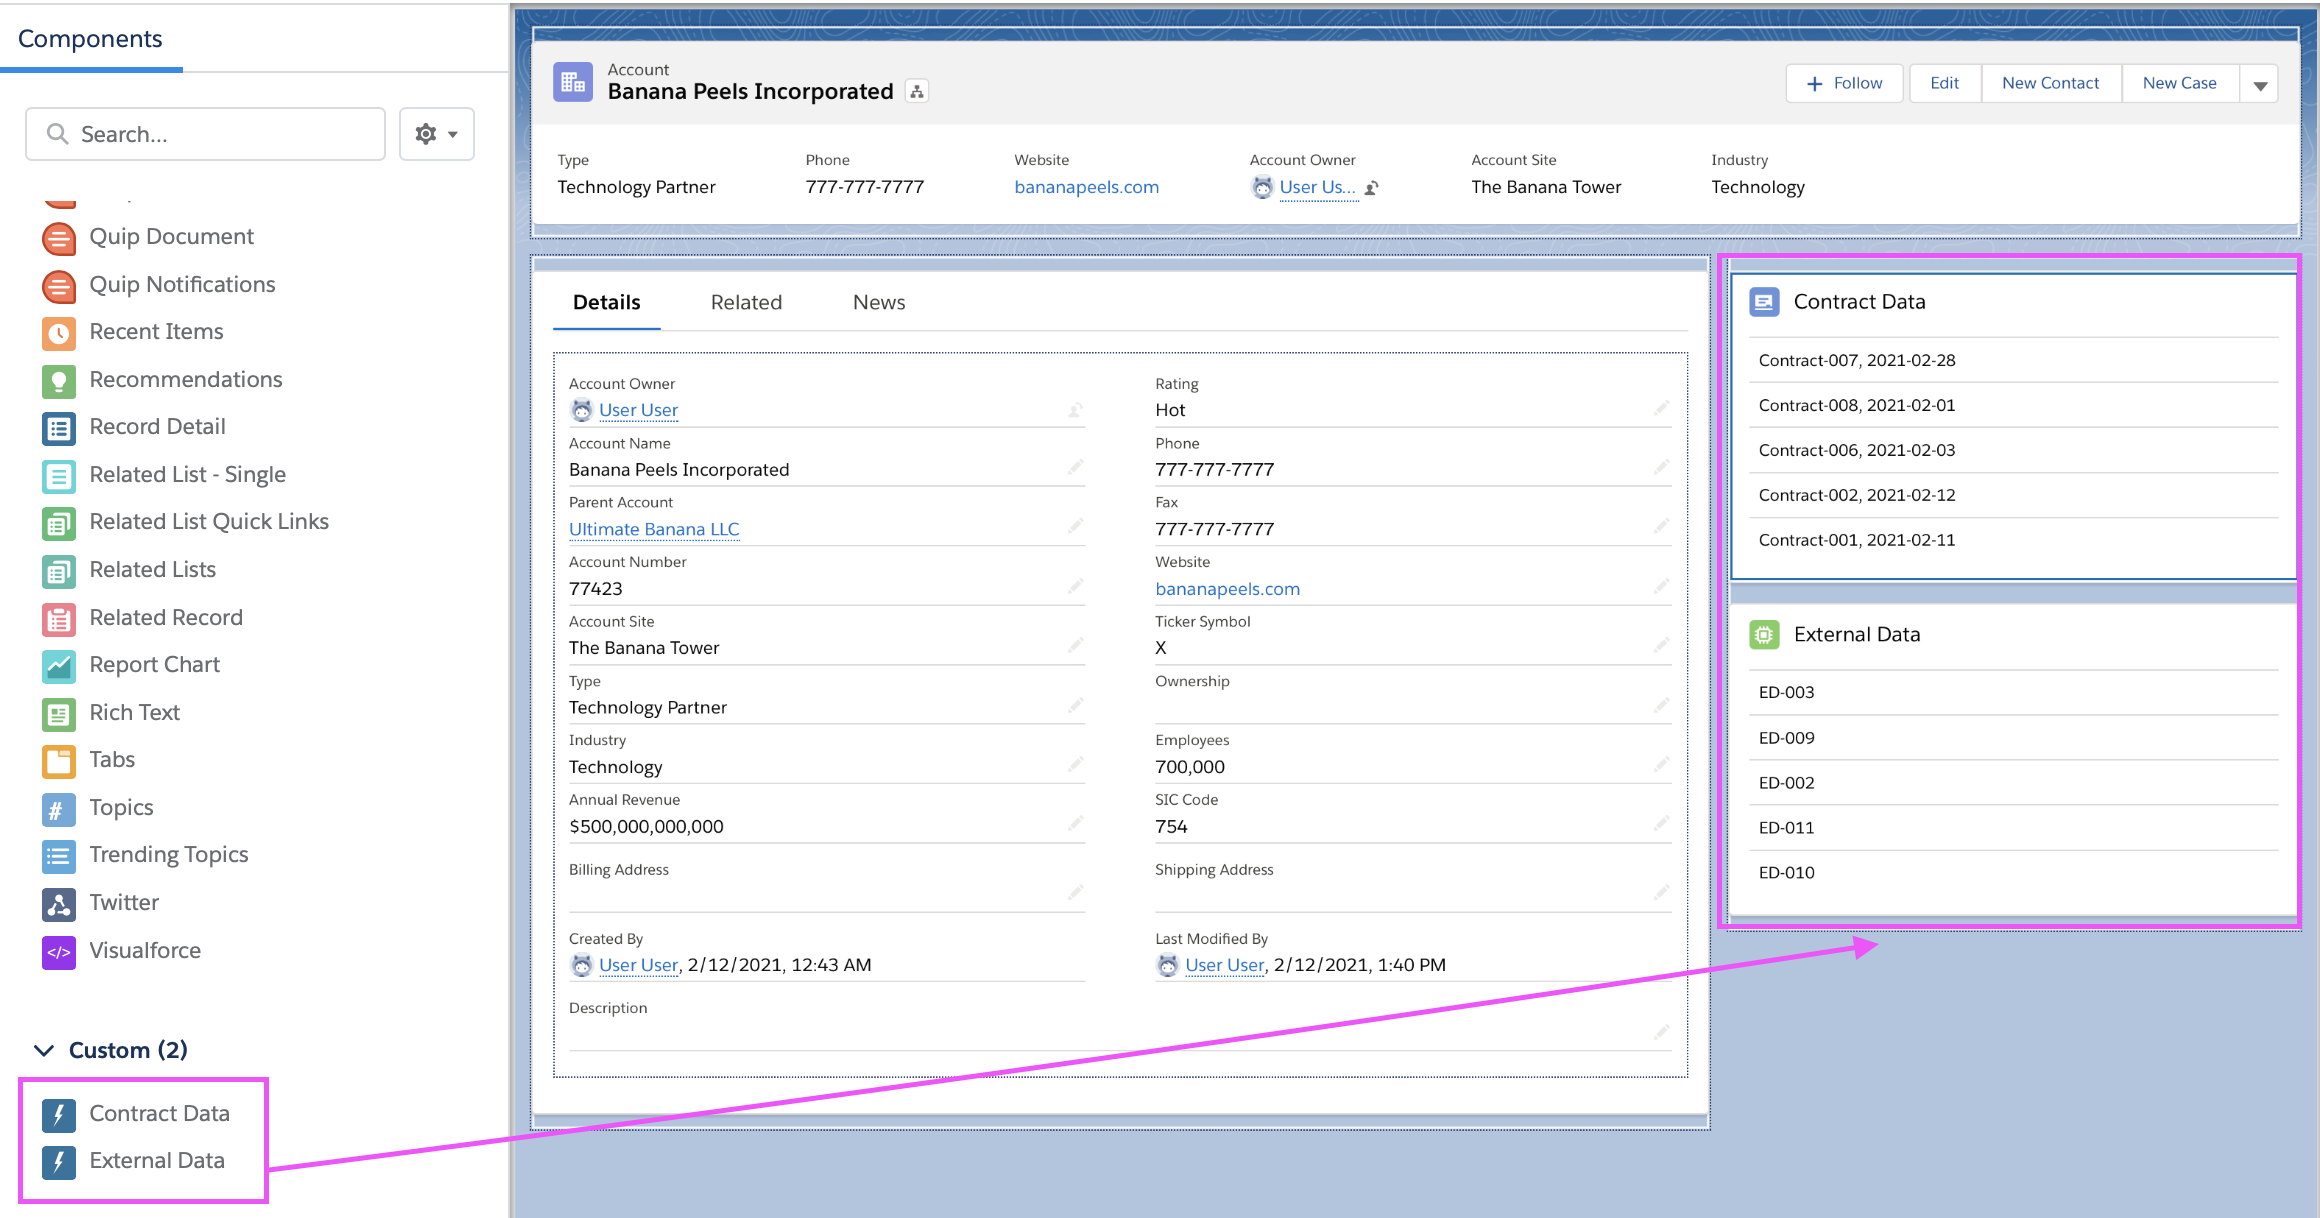 Components
Search...
Quip Document
Quip Notifications
Recent Items
Recommendations
Record Detail
Related List - Single
Related List Quick Links
Related Lists
Related Record
Report Chart
Rich Text
Tabs
# Topics
Trending Topics
Twitter
</> Visualforce
Custom (2)
Contract Data
External Data
Account
Banana Peels Incorporated
+ Follow
Edit
New Contact
New Case
Type
Technology Partner
Phone
777-777-7777
Website
bananapeels.com
Account Owner
User Us...
Account Site
The Banana Tower
Industry
Technology
Details Related News
Account Owner
User User
Account Name
Banana Peels Incorporated
Parent Account
Ultimate Banana LLC
Account Number
77423
Account Site
The Banana Tower
Type
Technology Partner
Industry
Technology
Annual Revenue
$500,000,000,000
Billing Address
Created By
User User, 2/12/2021, 12:43 AM
Description
Rating
Hot
Phone
777-777-7777
Fax
777-777-7777
Website
bananapeels.com
Ticker Symbol
X
Ownership
Employees
700,000
SIC Code
754
Shipping Address
Last Modified By
User User, 2/12/2021, 1:40 PM
Contract Data
Contract-007, 2021-02-28
Contract-008, 2021-02-01
Contract-006, 2021-02-03
Contract-002, 2021-02-12
Contract-001, 2021-02-11
External Data
ED-003
ED-009
ED-002
ED-011
ED-010